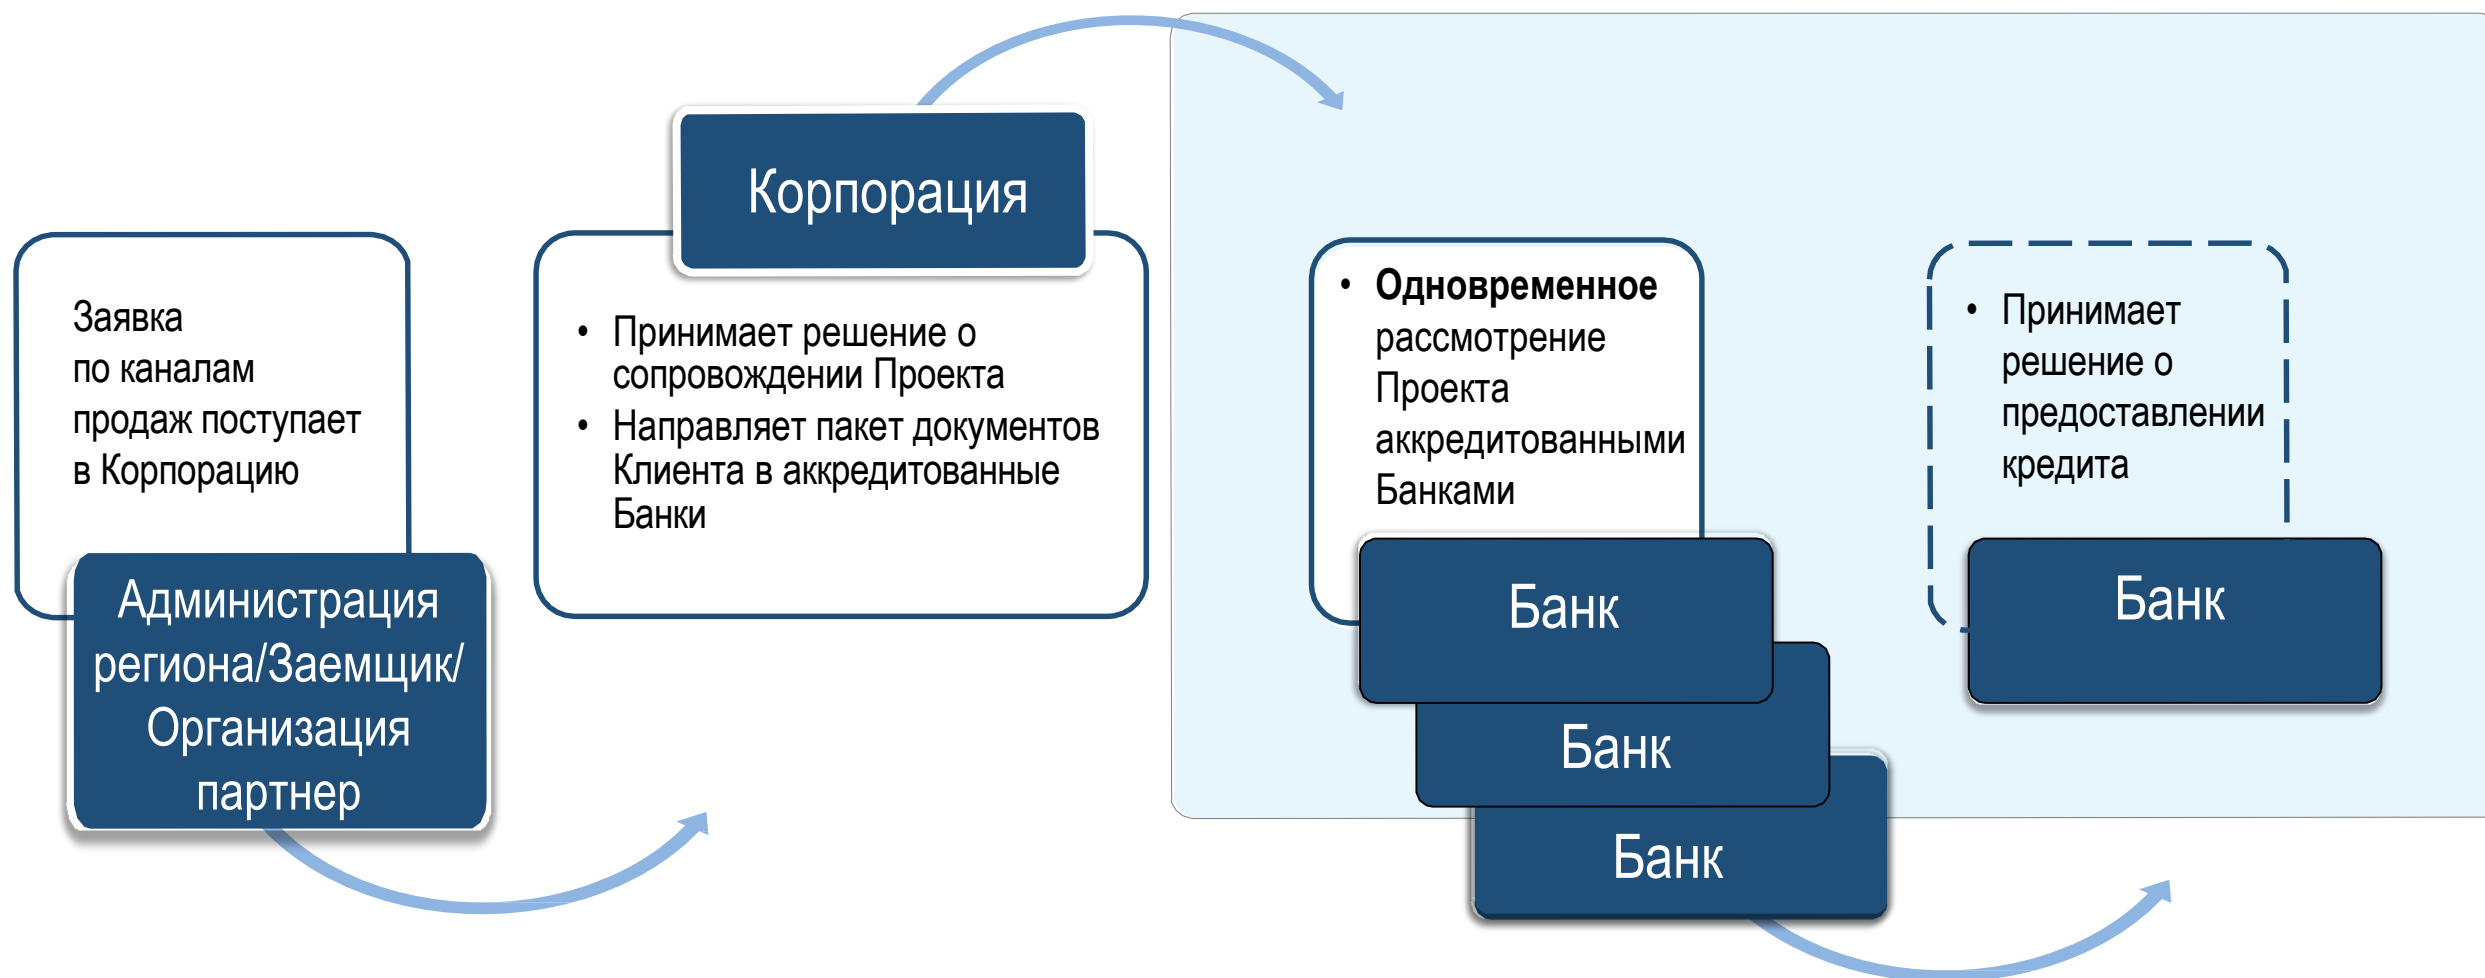 Заявка
по каналам
продаж поступает
в Корпорацию
Администрация
региона/Заемщик/
Организация
партнер
Корпорация
• Принимает решение о
сопровождении Проекта
• Направляет пакет документов
Клиента в аккредитованные
Банки
• Одновременное
рассмотрение
Проекта
аккредитованными
Банками
Банк
Банк
Банк
• Принимает
решение о
предоставлении
кредита
Банк